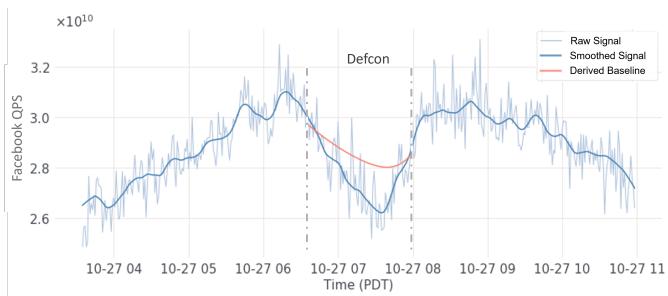 ×10¹⁰
Defcon
Raw Signal
Smoothed Signal
Derived Baseline
3.2
3.0
2.8
2.6
Facebook QPS
10-27 04 10-27 05 10-27 06 10-27 07 10-27 08 10-27 09 10-27 10 10-27 11
Time (PDT)